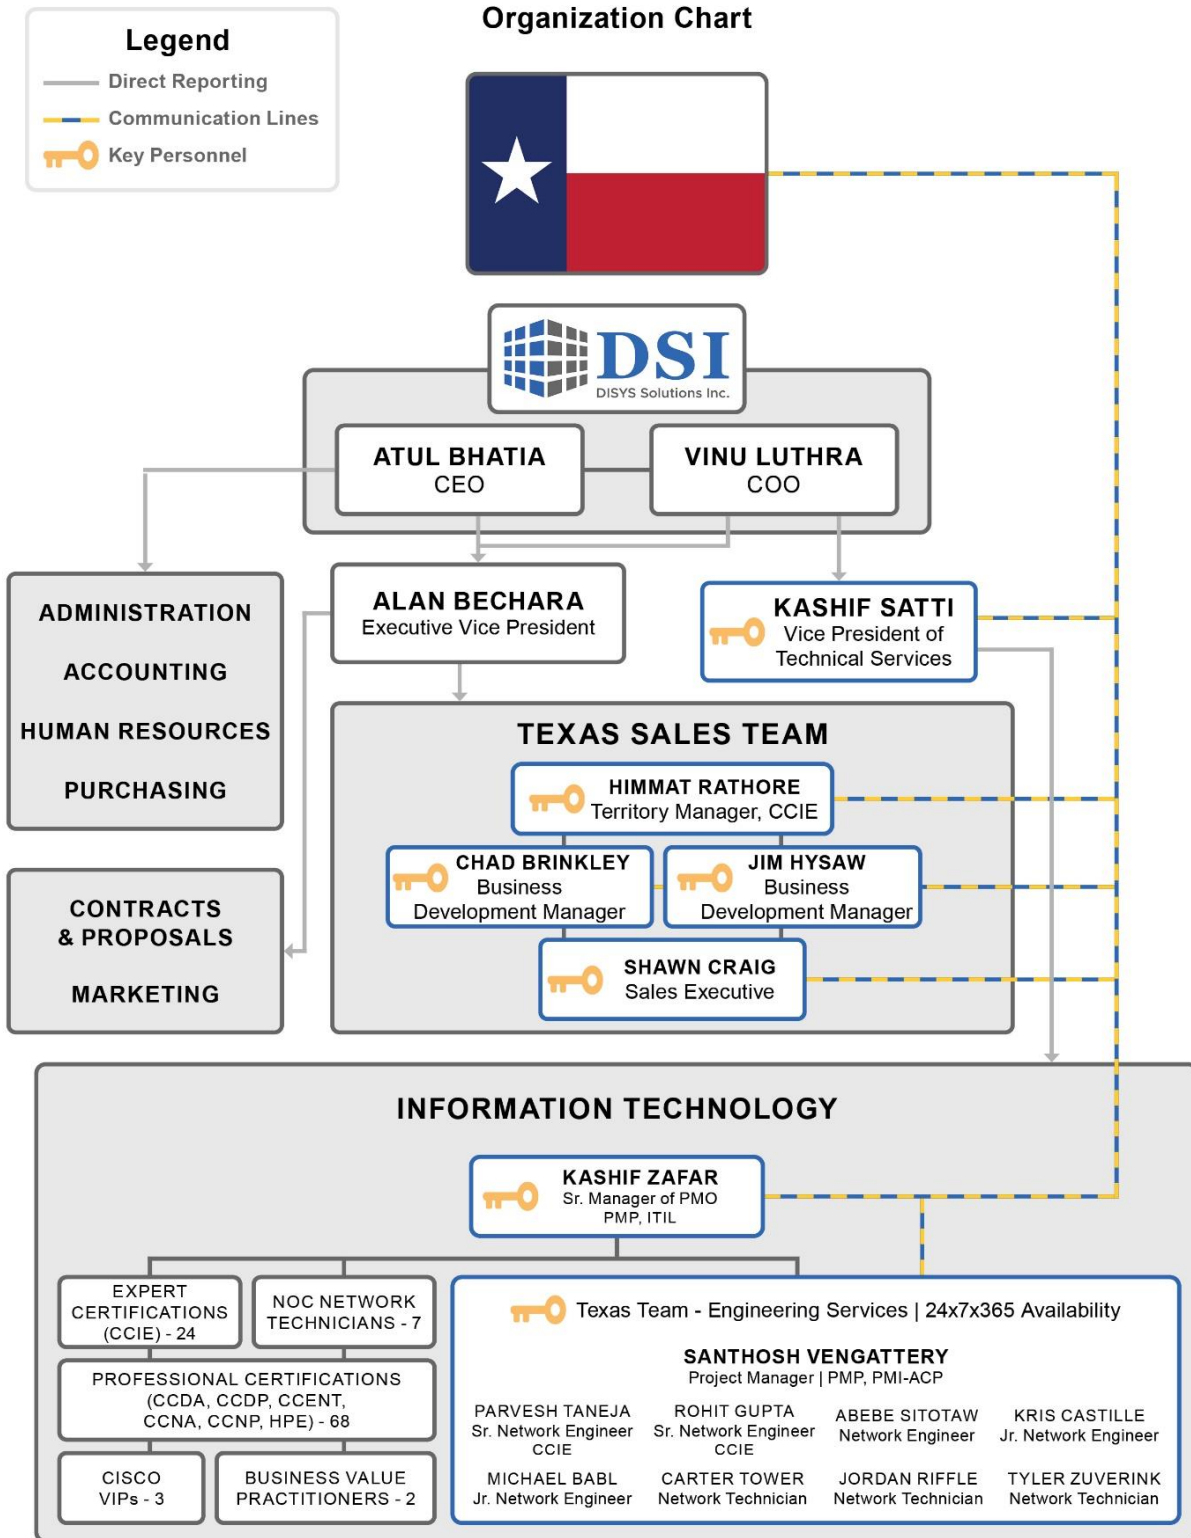 Organization Chart
Legend
Direct Reporting
Communication Lines
Key Personnel
DSI
DISYS Solutions Inc.
ATUL BHATIA
CEO
VINU LUTHRA
COO
ALAN BECHARA
Executive Vice President
KASHIF SATTI
Vice President of
Technical Services
ADMINISTRATION
ACCOUNTING
HUMAN RESOURCES
PURCHASING
CONTRACTS
& PROPOSALS
MARKETING
TEXAS SALES TEAM
HIMMAT RATHORE
Territory Manager, CCIE
CHAD BRINKLEY
Business
Development Manager
JIM HYSAW
Business
Development Manager
SHAWN CRAIG
Sales Executive
INFORMATION TECHNOLOGY
KASHIF ZAFAR
Sr. Manager of PMO
PMP, ITIL
EXPERT
CERTIFICATIONS
(CCIE) - 24
NOC NETWORK
TECHNICIANS - 7
PROFESSIONAL CERTIFICATIONS
(CCDA, CCDP, CCENT,
CCNA, CCNP, HPE) - 68
CISCO
VIPs - 3
BUSINESS VALUE
PRACTITIONERS - 2
Texas Team - Engineering Services | 24x7x365 Availability
SANTHOSH VENGATTERY
Project Manager | PMP, PMI-ACP
PARVESH TANEJA
Sr. Network Engineer
CCIE
ROHIT GUPTA
Sr. Network Engineer
CCIE
ABEBE SITOTAW
Network Engineer
KRIS CASTILLE
Jr. Network Engineer
MICHAEL BABL
Jr. Network Engineer
CARTER TOWER
Network Technician
JORDAN RIFFLE
Network Technician
TYLER ZUVERINK
Network Technician